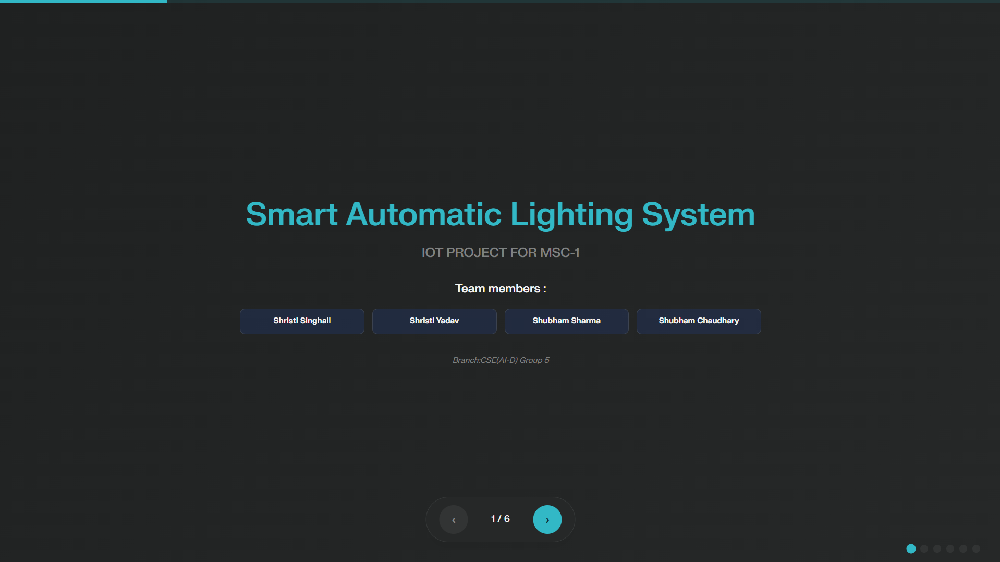 Smart Automatic Lighting System
IOT PROJECT FOR MSC-1
Team members :
Shristi Singhall
Shristi Yadav
Shubham Sharma
Shubham Chaudhary
Branch:CSE(AI-D) Group 5
‹
1 / 6
›